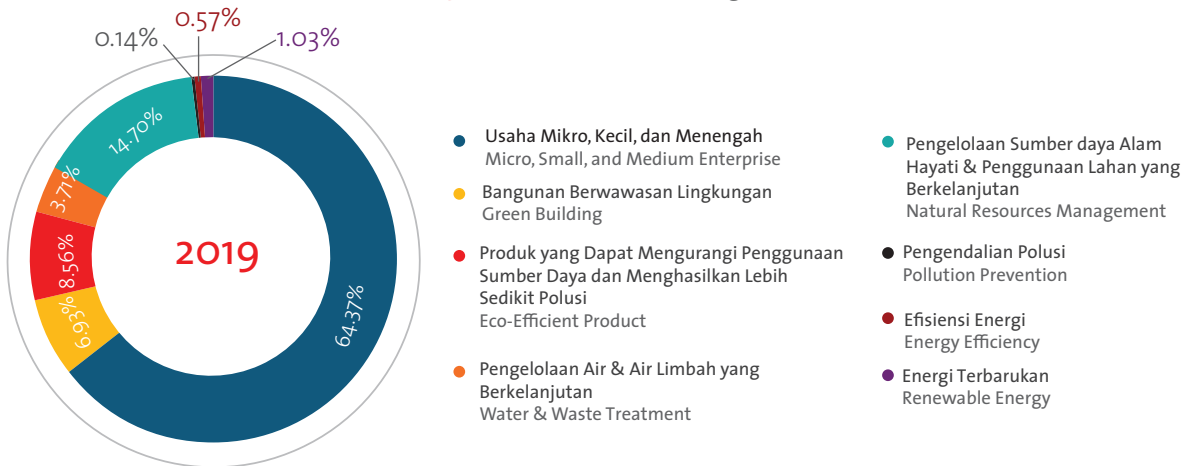 0.57%
0.14%
1.03%
14.70%
3.71%
8.56%
6.93%
64.37%
2019
Usaha Mikro, Kecil, dan Menengah
Micro, Small, and Medium Enterprise
Bangunan Berwawasan Lingkungan
Green Building
Produk yang Dapat Mengurangi Penggunaan
Sumber Daya dan Menghasilkan Lebih
Sedikit Polusi
Eco-Efficient Product
Pengelolaan Air & Air Limbah yang
Berkelanjutan
Water & Waste Treatment
Pengelolaan Sumber daya Alam
Hayati & Penggunaan Lahan yang
Berkelanjutan
Natural Resources Management
Pengendalian Polusi
Pollution Prevention
Efisiensi Energi
Energy Efficiency
Energi Terbarukan
Renewable Energy